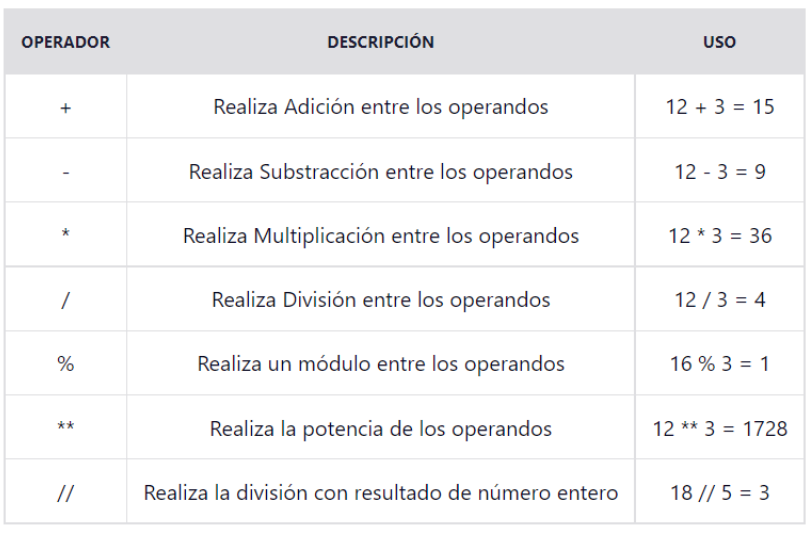 OPERADOR DESCRIPCIÓN USO
+ Realiza Adición entre los operandos 12 + 3 = 15
- Realiza Substracción entre los operandos 12 - 3 = 9
* Realiza Multiplicación entre los operandos 12 * 3 = 36
/ Realiza División entre los operandos 12 / 3 = 4
% Realiza un módulo entre los operandos 16 % 3 = 1
** Realiza la potencia de los operandos 12 ** 3 = 1728
// Realiza la división con resultado de número entero 18 // 5 = 3